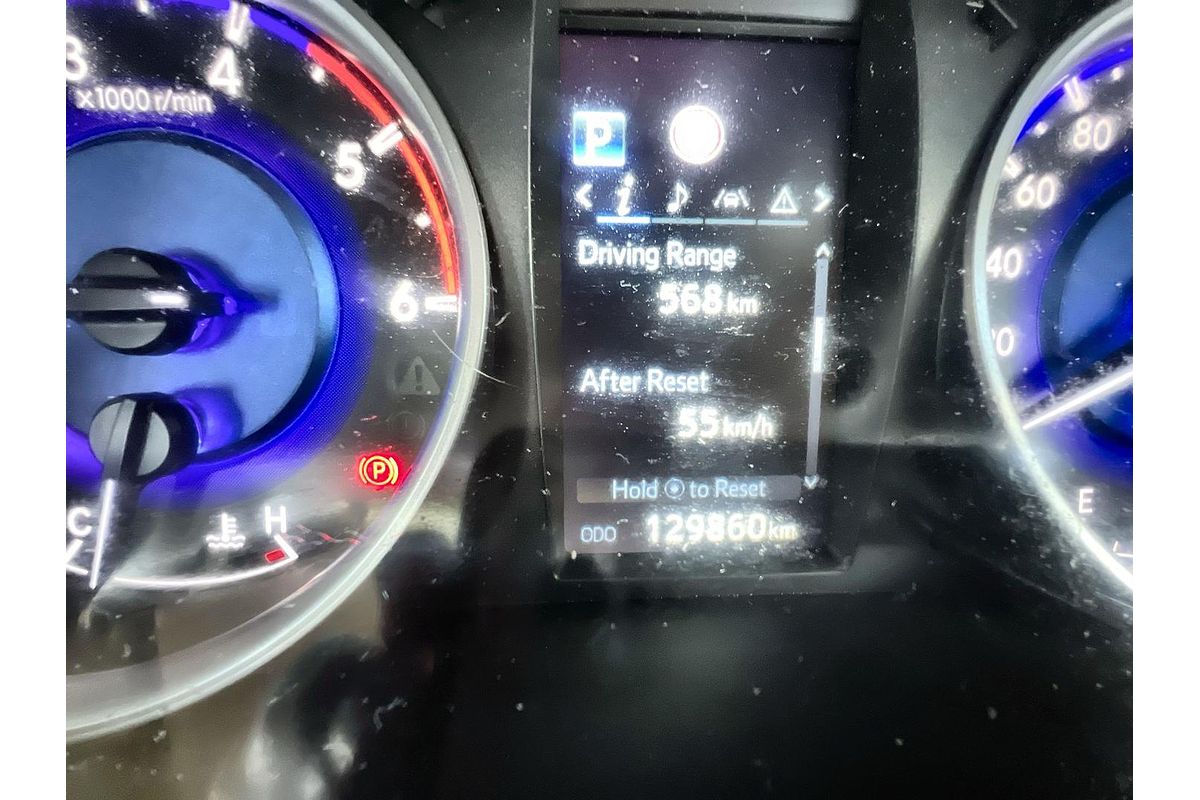 3
4
x1000 r/min
5
6
P
C
H
P
Driving Range
568 km
After Reset
55 km/h
Hold to Reset
ODO 129860 km
80
60
40
E